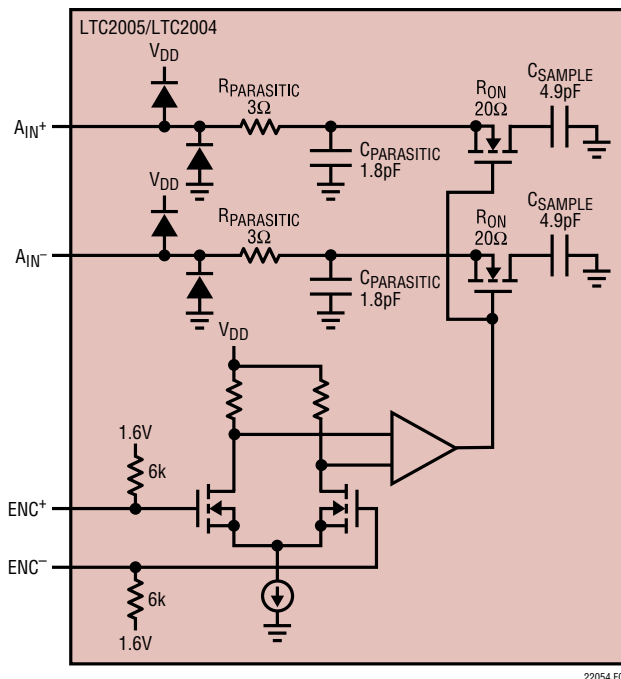 LTC2005/LTC2004
VDD
RPARASITIC
3Ω
RON
20Ω
CSAMPLE
4.9pF
AIN+
CPARASITIC
1.8pF
VDD
RPARASITIC
3Ω
RON
20Ω
CSAMPLE
4.9pF
AIN−
CPARASITIC
1.8pF
VDD
1.6V
6k
ENC+
ENC−
6k
1.6V